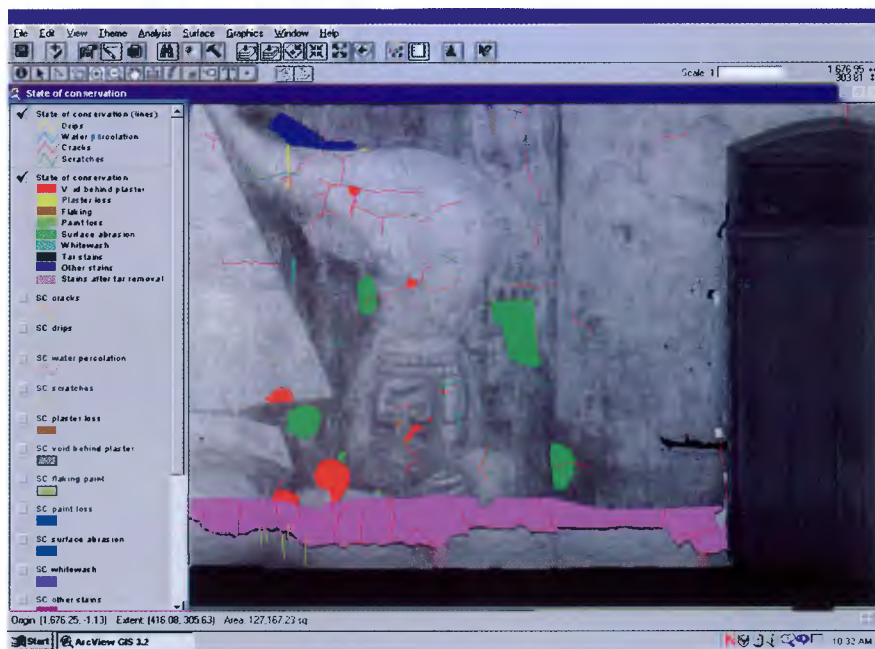 File Edit View Theme Analysis Surface Graphics Window Help
Scale 1:
1,676.95
303.81
State of conservation
State of conservation (lines)
Drips
Water percolation
Cracks
Scratches
State of conservation
Void behind plaster
Plaster loss
Flaking
Paint loss
Surface abrasion
Whitewash
Tar stains
Other stains
Stains after tar removal
SC cracks
SC drips
SC water percolation
SC scratches
SC plaster loss
SC void behind plaster
SC flaking paint
SC paint loss
SC surface abrasion
SC whitewash
SC other stains
Origin: (1,676.25, -1.13) Extent: (416.08, 305.63) Area: 127,167.23 sq
Start ArcView GIS 3.2 10:32 AM